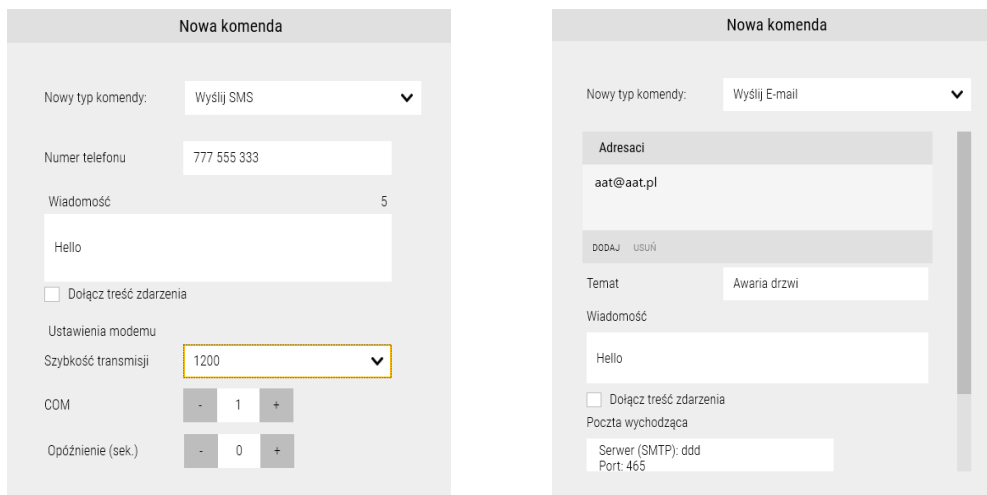 Nowa komenda
Nowy typ komendy: Wyślij SMS
Numer telefonu 777 555 333
Wiadomość 5
Hello
Dołącz treść zdarzenia
Ustawienia modemu
Szybkość transmisji 1200
COM - 1 +
Opóźnienie (sek.) - 0 +
Nowa komenda
Nowy typ komendy: Wyślij E-mail
Adresaci
aat@aat.pl
DODAJ USUŃ
Temat Awaria drzwi
Wiadomość
Hello
Dołącz treść zdarzenia
Poczta wychodząca
Serwer (SMTP): ddd
Port: 465